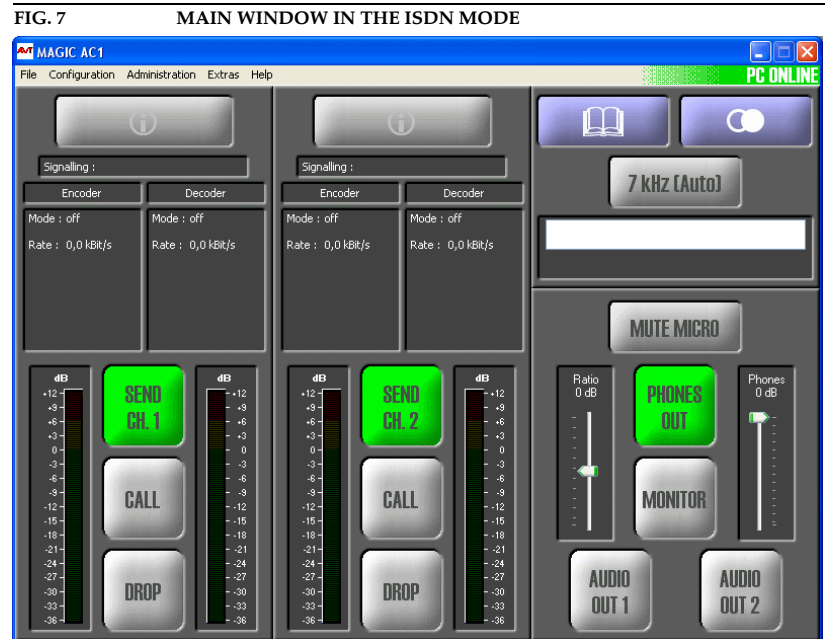 FIG. 7 MAIN WINDOW IN THE ISDN MODE
AVT MAGIC AC1
File Configuration Administration Extras Help
PC ONLINE
Signalling :
Encoder Decoder
Mode : off
Rate : 0,0 kBit/s
Mode : off
Rate : 0,0 kBit/s
dB
+12
+9
+6
+3
0
-3
-6
-9
-12
-15
-18
-21
-24
-27
-30
-33
-36
SEND
CH. 1
CALL
DROP
dB
+12
+9
+6
+3
0
-3
-6
-9
-12
-15
-18
-21
-24
-27
-30
-33
-36
Signalling :
Encoder Decoder
Mode : off
Rate : 0,0 kBit/s
Mode : off
Rate : 0,0 kBit/s
dB
+12
+9
+6
+3
0
-3
-6
-9
-12
-15
-18
-21
-24
-27
-30
-33
-36
SEND
CH. 2
CALL
DROP
dB
+12
+9
+6
+3
0
-3
-6
-9
-12
-15
-18
-21
-24
-27
-30
-33
-36
7 kHz (Auto)
MUTE MICRO
Ratio
0 dB
PHONES
OUT
MONITOR
Phones
0 dB
AUDIO
OUT 1
AUDIO
OUT 2